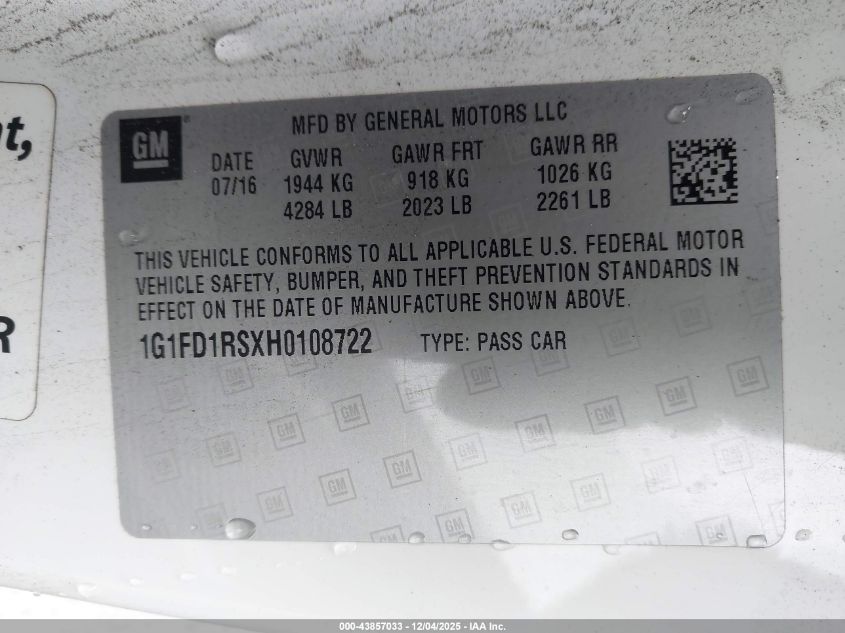 nt,
R
GM
MFD BY GENERAL MOTORS LLC
DATE GVWR GAWR FRT GAWR RR
07/16 1944 KG 918 KG 1026 KG
4284 LB 2023 LB 2261 LB
THIS VEHICLE CONFORMS TO ALL APPLICABLE U.S. FEDERAL MOTOR
VEHICLE SAFETY, BUMPER, AND THEFT PREVENTION STANDARDS IN
EFFECT ON THE DATE OF MANUFACTURE SHOWN ABOVE.
1G1FD1RSXH0108722 TYPE: PASS CAR
000-43857033 - 12/04/2025 - IAA Inc.